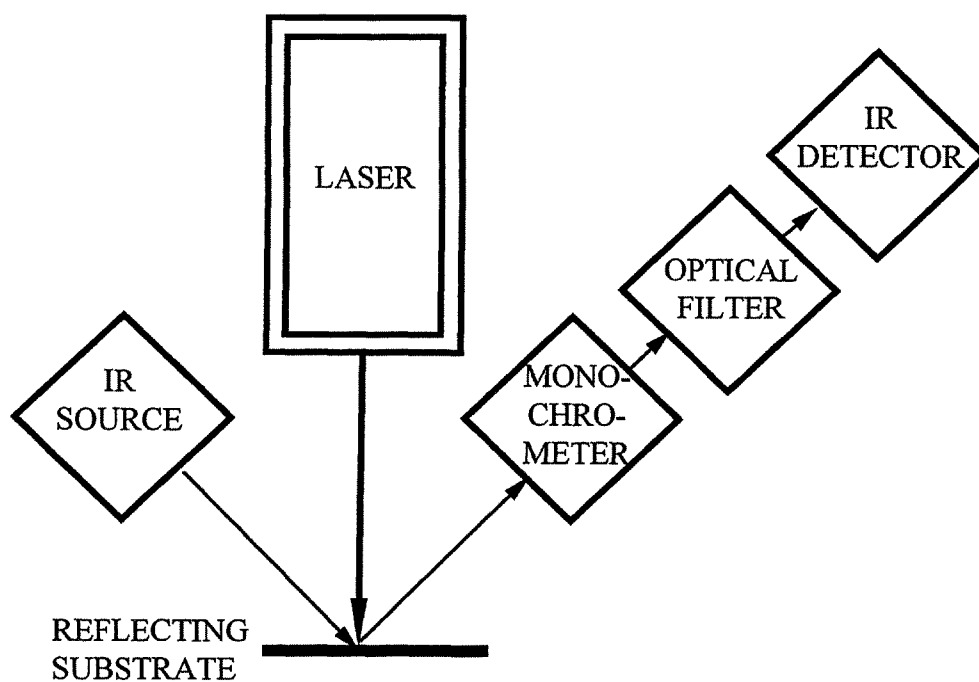 LASER
IR
DETECTOR
OPTICAL
FILTER
IR
SOURCE
MONO-
CHRO-
METER
REFLECTING
SUBSTRATE